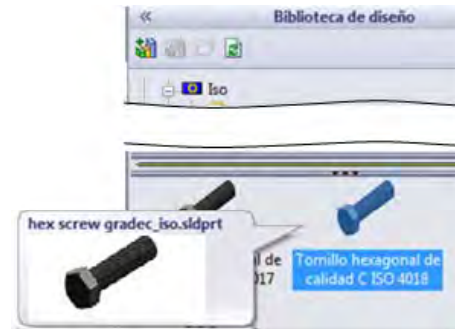 « Biblioteca de diseño
Iso
hex screw gradec_iso.sldprt
al de
017
Tornillo hexagonal de
calidad C ISO 4018